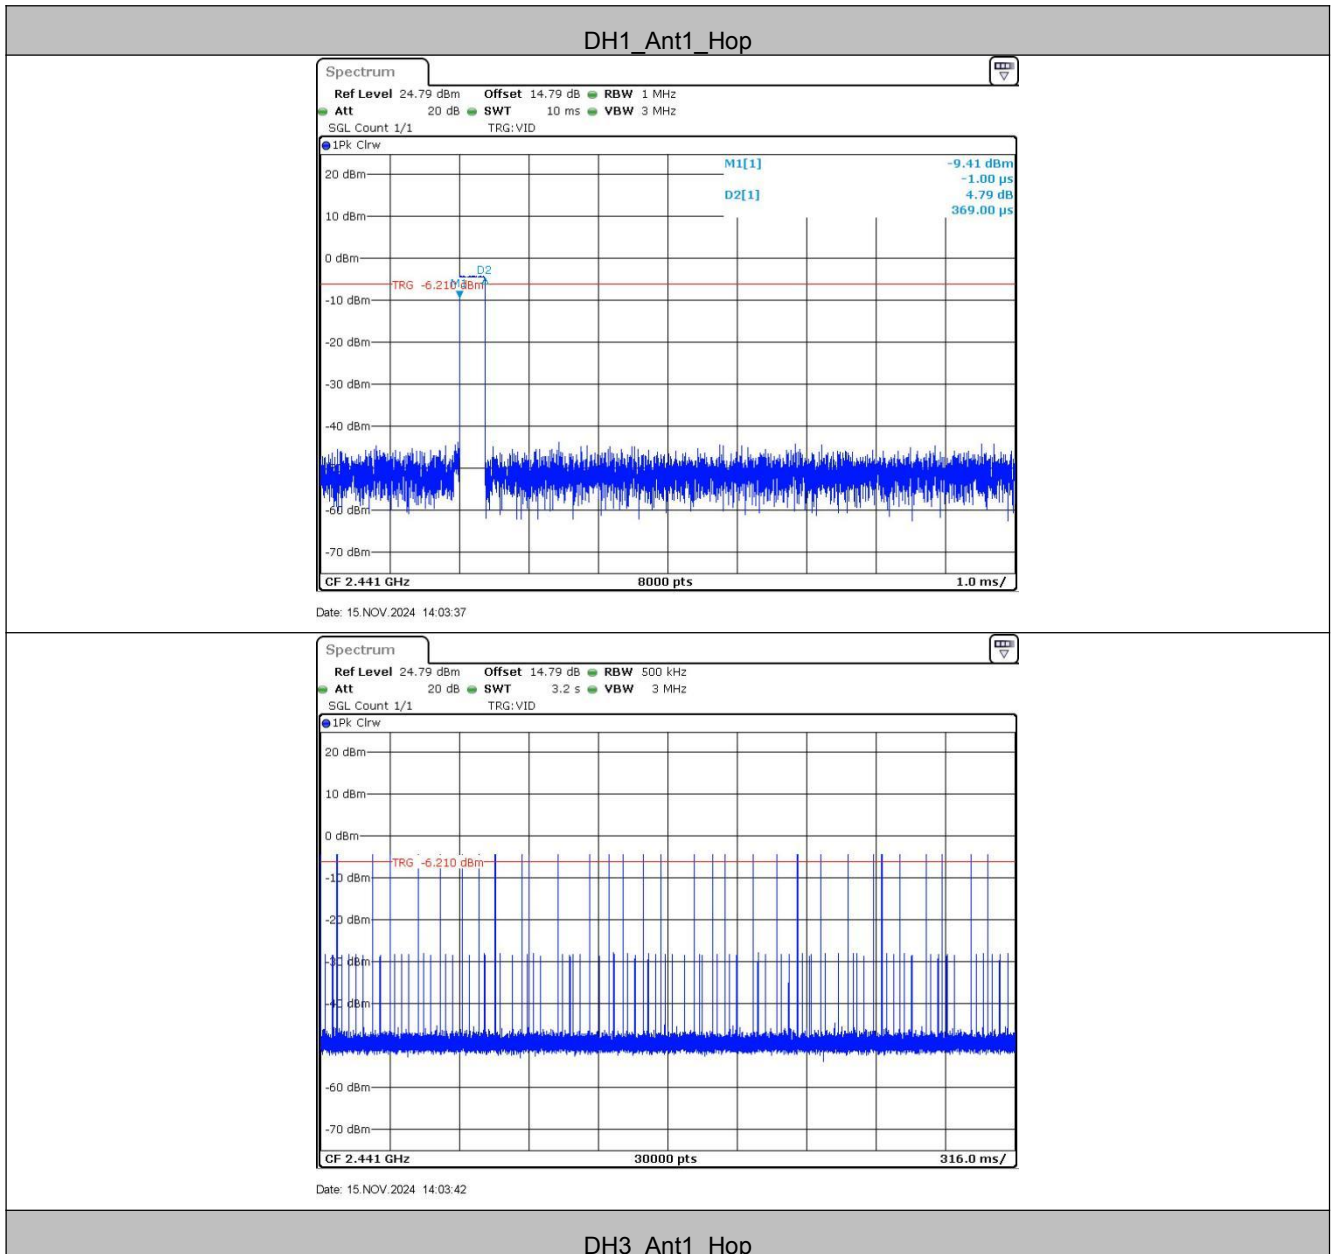 DH1_Ant1_Hop
Spectrum
Ref Level 24.79 dBm Offset 14.79 dB RBW 1 MHz
Att 20 dB SWT 10 ms VBW 3 MHz
SGL Count 1/1 TRG:VID
1Pk Clrw
M1[1] -9.41 dBm
-1.00 µs
D2[1] 4.79 dB
369.00 µs
20 dBm
10 dBm
0 dBm
D2
TRG -6.210 dBm
M1
-10 dBm
-20 dBm
-30 dBm
-40 dBm
-60 dBm
-70 dBm
CF 2.441 GHz 8000 pts 1.0 ms/
Date: 15.NOV.2024 14:03:37
Spectrum
Ref Level 24.79 dBm Offset 14.79 dB RBW 500 kHz
Att 20 dB SWT 3.2 s VBW 3 MHz
SGL Count 1/1 TRG:VID
1Pk Clrw
20 dBm
10 dBm
0 dBm
TRG -6.210 dBm
-10 dBm
-20 dBm
-30 dBm
-40 dBm
-60 dBm
-70 dBm
CF 2.441 GHz 30000 pts 316.0 ms/
Date: 15.NOV.2024 14:03:42
DH3_Ant1_Hop